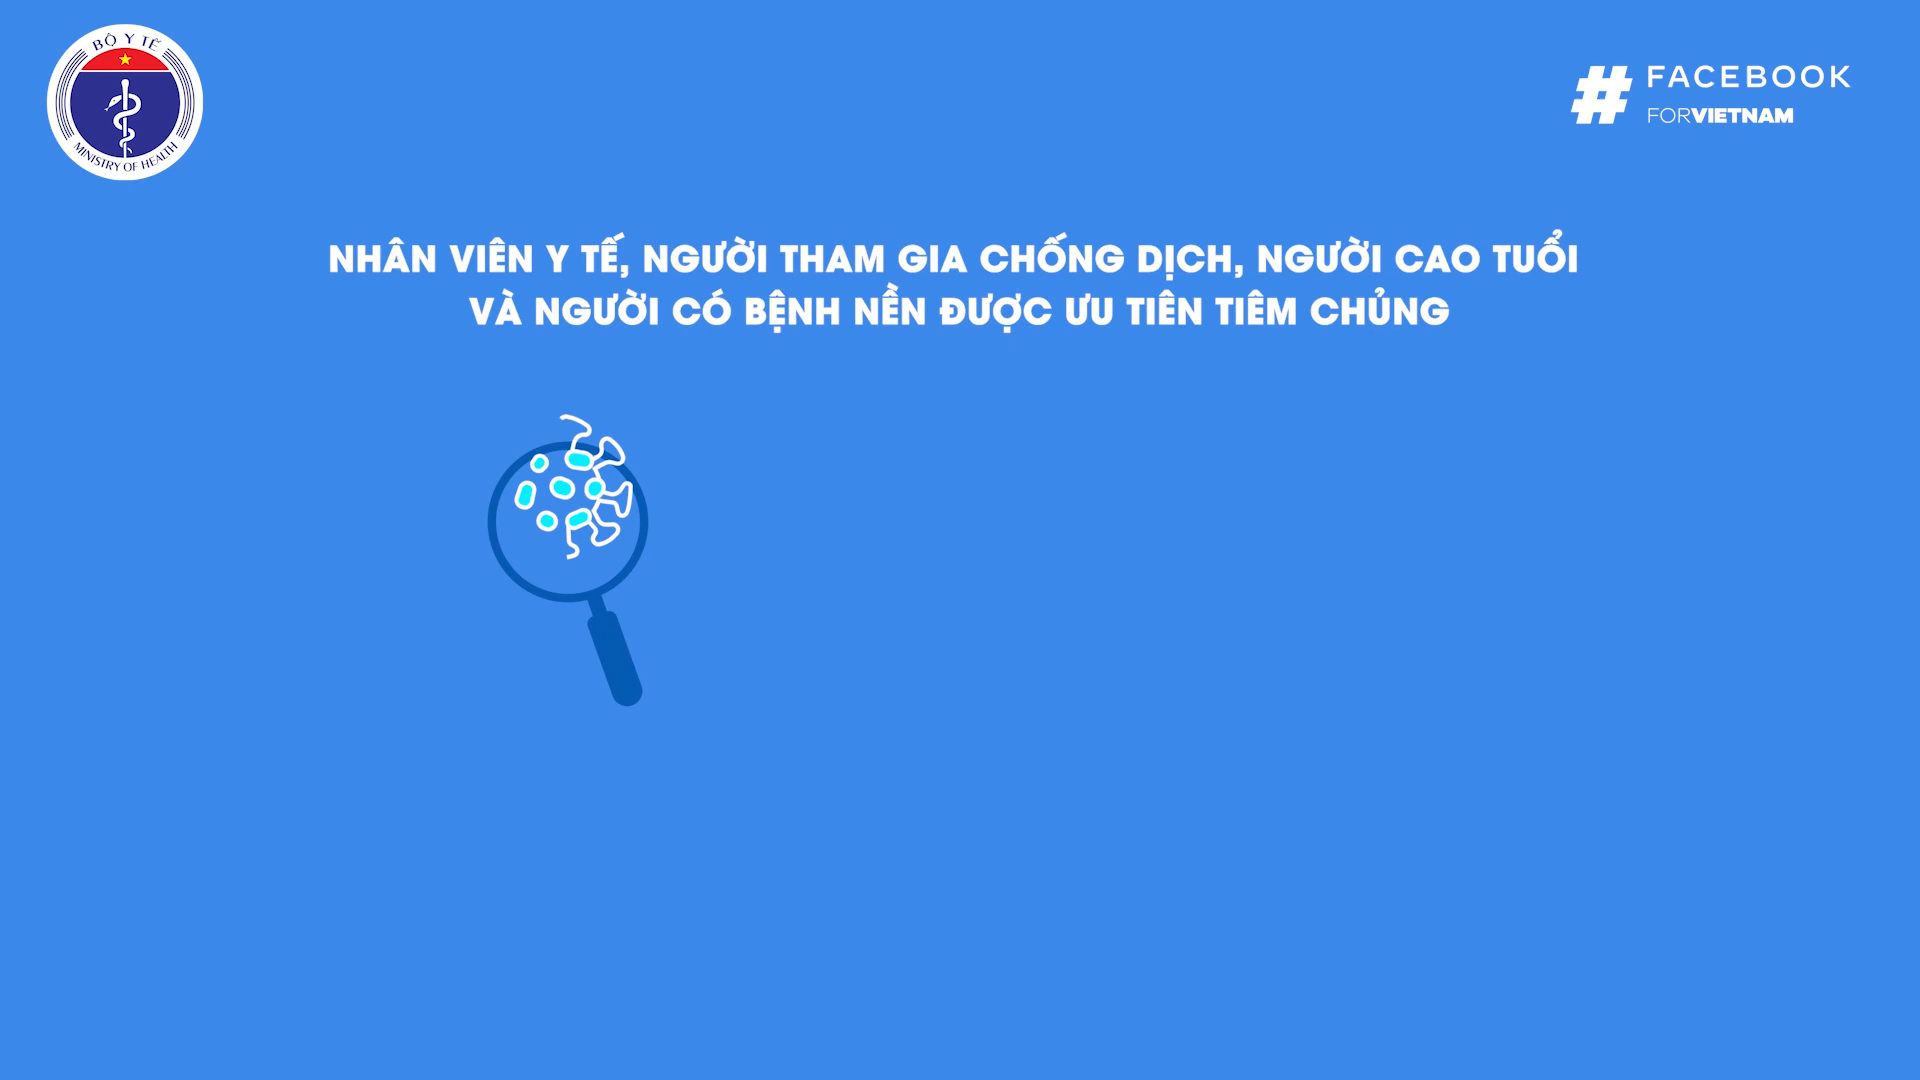 BỘ Y TẾ
MINISTRY OF HEALTH
# FACEBOOK
FORVIETNAM
NHÂN VIÊN Y TẾ, NGƯỜI THAM GIA CHỐNG DỊCH, NGƯỜI CAO TUỔI
VÀ NGƯỜI CÓ BỆNH NỀN ĐƯỢC ƯU TIÊN TIÊM CHỦNG